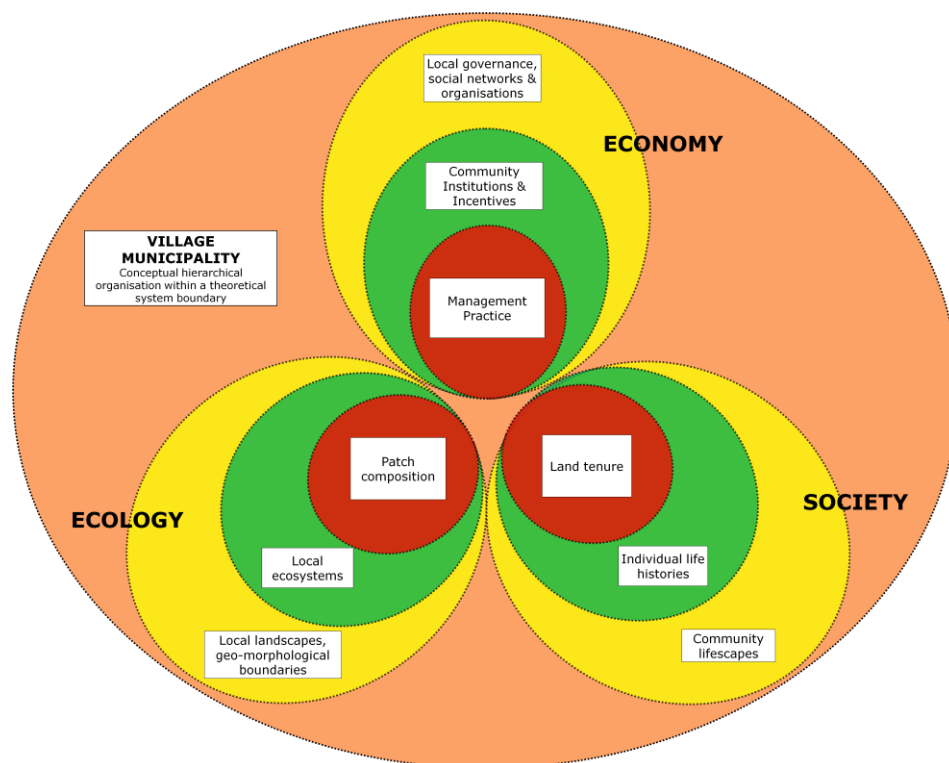 Local governance,
social networks &
organisations
ECONOMY
Community
Institutions &
Incentives
VILLAGE
MUNICIPALITY
Conceptual hierarchical
organisation within a theoretical
system boundary
Management
Practice
Patch
composition
Land tenure
ECOLOGY
SOCIETY
Local
ecosystems
Individual life
histories
Local landscapes,
geo-morphological
boundaries
Community
lifescapes